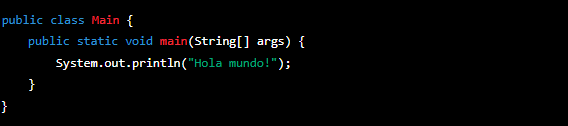 public class Main {
    public static void main(String[] args) {
        System.out.println("Hola mundo!");
    }
}